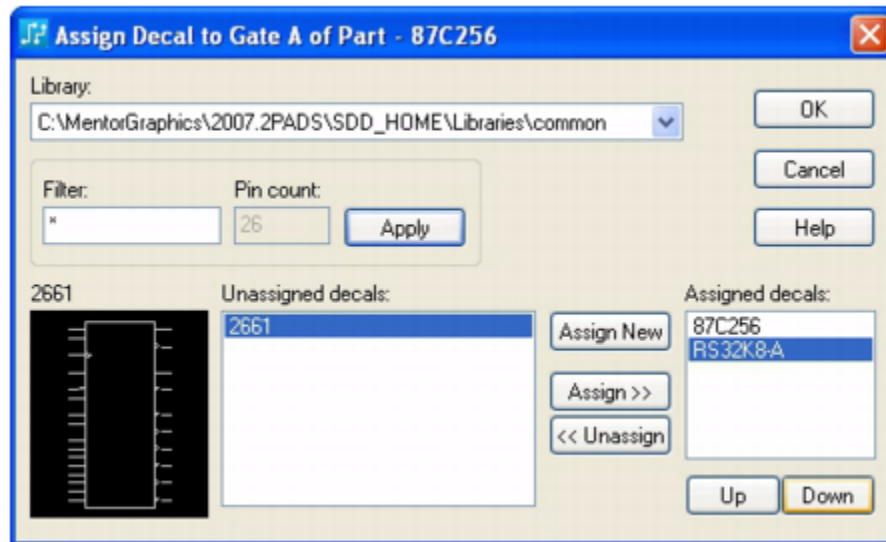 Assign Decal to Gate A of Part - 87C256
Library:
C:\MentorGraphics\2007.2PADS\SDD_HOME\Libraries\common
OK
Cancel
Help
Filter:
Pin count:
*
26
Apply
2661
Unassigned decals:
2661
Assign New
Assign >>
<< Unassign
Assigned decals:
87C256
RS32K8-A
Up
Down